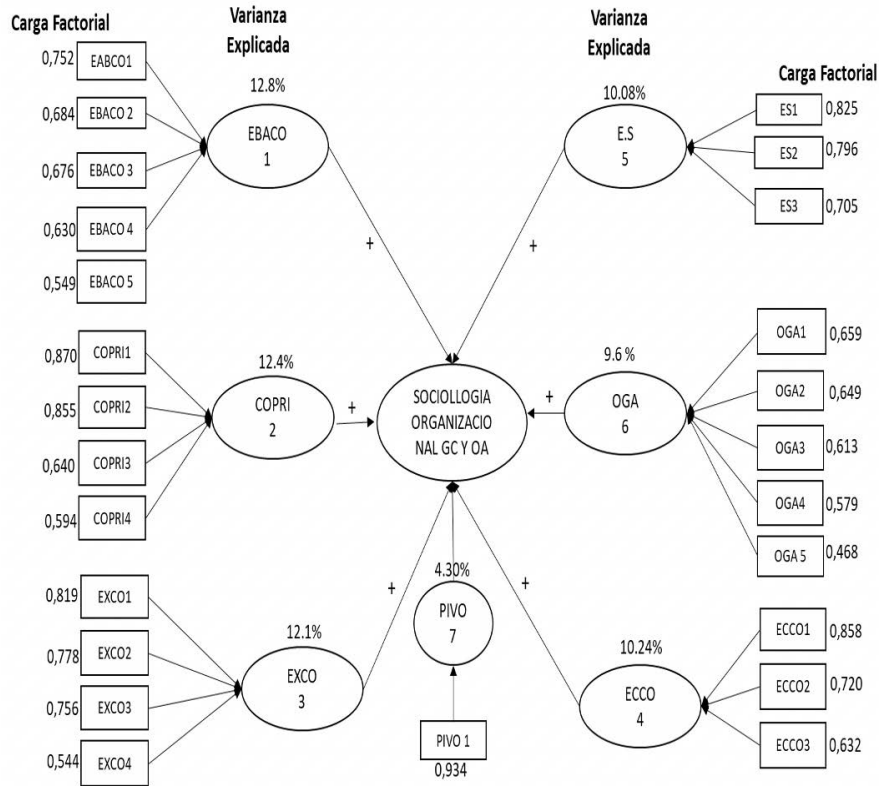 Carga Factorial
Varianza
Explicada
Varianza
Explicada
Carga Factorial
0,752 EABCO1
0,684 EBACO 2
0,676 EBACO 3
0,630 EBACO 4
0,549 EBACO 5
12.8%
EBACO
1
10.08%
E.S
5
ES1 0,825
ES2 0,796
ES3 0,705
+
+
0,870 COPRI1
0,855 COPRI2
0,640 COPRI3
0,594 COPRI4
12.4%
COPRI
2
+
SOCIOLLOGIA
ORGANIZACIO
NAL GC Y OA
+
9.6 %
OGA
6
OGA1 0,659
OGA2 0,649
OGA3 0,613
OGA4 0,579
OGA 5 0,468
0,819 EXCO1
0,778 EXCO2
0,756 EXCO3
0,544 EXCO4
12.1%
EXCO
3
+
4.30%
PIVO
7
PIVO 1
0,934
+
10.24%
ECCO
4
ECCO1 0,858
ECCO2 0,720
ECCO3 0,632